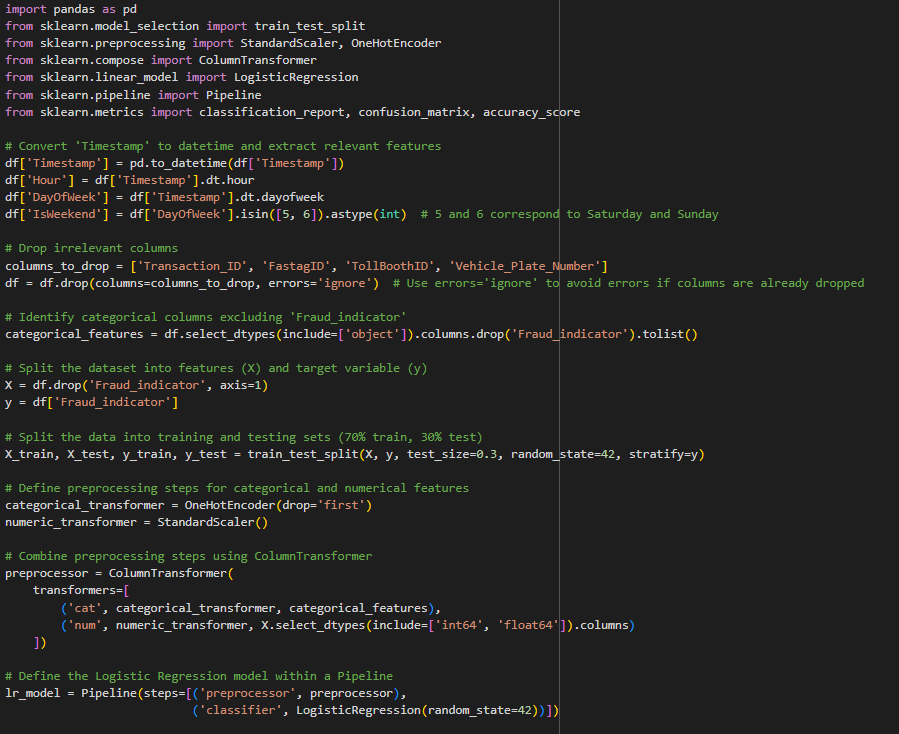 import pandas as pd
from sklearn.model_selection import train_test_split
from sklearn.preprocessing import StandardScaler, OneHotEncoder
from sklearn.compose import ColumnTransformer
from sklearn.linear_model import LogisticRegression
from sklearn.pipeline import Pipeline
from sklearn.metrics import classification_report, confusion_matrix, accuracy_score

# Convert 'Timestamp' to datetime and extract relevant features
df['Timestamp'] = pd.to_datetime(df['Timestamp'])
df['Hour'] = df['Timestamp'].dt.hour
df['DayOfWeek'] = df['Timestamp'].dt.dayofweek
df['IsWeekend'] = df['DayOfWeek'].isin([5, 6]).astype(int)  # 5 and 6 correspond to Saturday and Sunday

# Drop irrelevant columns
columns_to_drop = ['Transaction_ID', 'FastagID', 'TollBoothID', 'Vehicle_Plate_Number']
df = df.drop(columns=columns_to_drop, errors='ignore')  # Use errors='ignore' to avoid errors if columns are already dropped

# Identify categorical columns excluding 'Fraud_indicator'
categorical_features = df.select_dtypes(include=['object']).columns.drop('Fraud_indicator').tolist()

# Split the dataset into features (X) and target variable (y)
X = df.drop('Fraud_indicator', axis=1)
y = df['Fraud_indicator']

# Split the data into training and testing sets (70% train, 30% test)
X_train, X_test, y_train, y_test = train_test_split(X, y, test_size=0.3, random_state=42, stratify=y)

# Define preprocessing steps for categorical and numerical features
categorical_transformer = OneHotEncoder(drop='first')
numeric_transformer = StandardScaler()

# Combine preprocessing steps using ColumnTransformer
preprocessor = ColumnTransformer(
    transformers=[
        ('cat', categorical_transformer, categorical_features),
        ('num', numeric_transformer, X.select_dtypes(include=['int64', 'float64']).columns)
    ])

# Define the Logistic Regression model within a Pipeline
lr_model = Pipeline(steps=[('preprocessor', preprocessor),
                           ('classifier', LogisticRegression(random_state=42))])